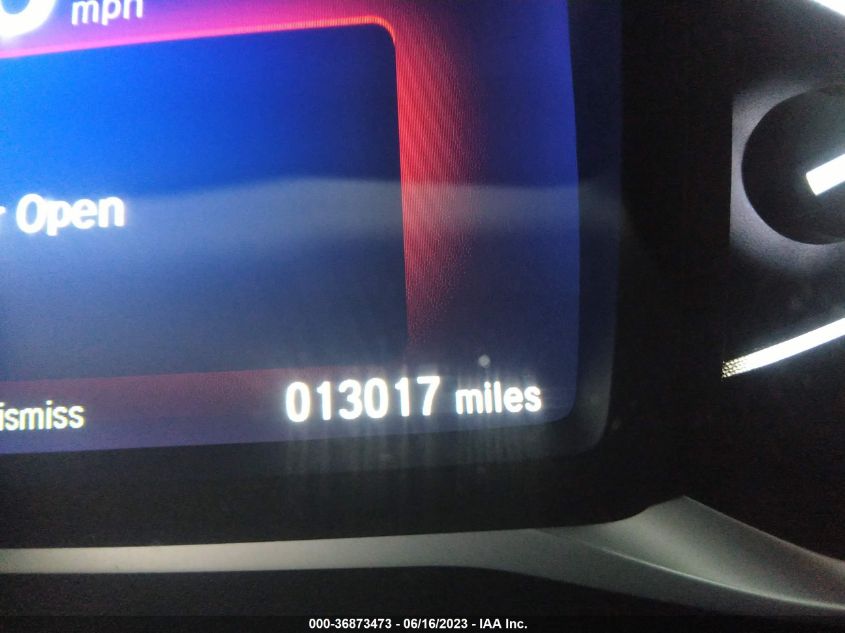 mph
Open
013017 miles
000-36873473 - 06/16/2023 - IAA Inc.